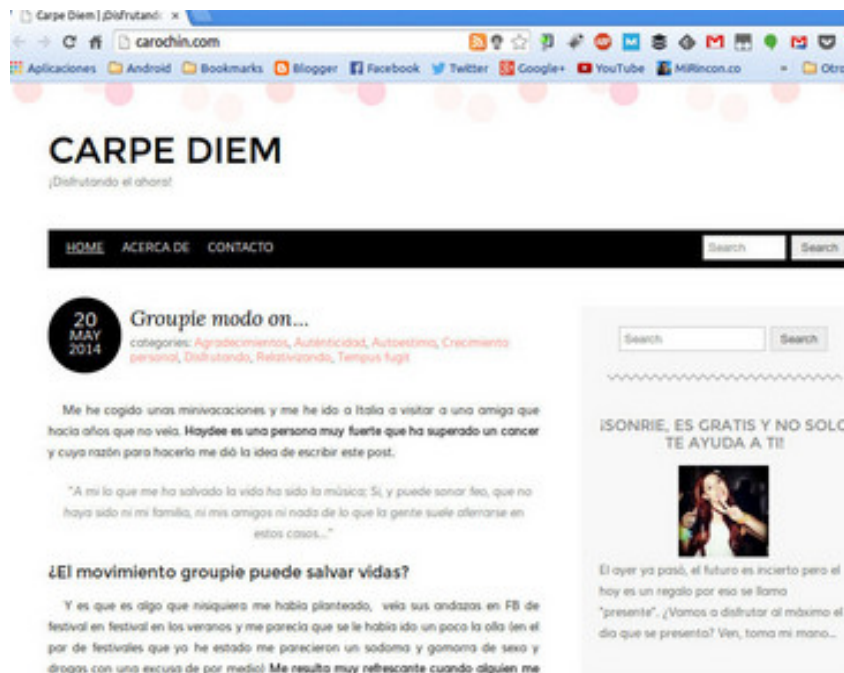 Carpe Diem | ¡Disfrutand
carochin.com
Aplicaciones Android Bookmarks Blogger Facebook Twitter Google+ YouTube MiRincon.co » Otro
CARPE DIEM
¡Disfrutando el ahora!
HOME ACERCA DE CONTACTO
Search Search
20
MAY
2014
Groupie modo on...
categories: Agradecimientos, Auténticidad, Autoestima, Crecimiento
personal, Disfrutando, Relativizando, Tempus fugit
Me he cogido unas minivacaciones y me he ido a Italia a visitar a una amiga que
hacía años que no veía. Haydee es una persona muy fuerte que ha superado un cancer
y cuya razón para hacerlo me dió la idea de escribir este post.
"A mi lo que me ha salvado la vida ha sido la música; Si, y puede sonar feo, que no
haya sido ni mi familia, ni mis amigos ni nada de lo que la gente suele aferrarse en
estos casos..."
¿El movimiento groupie puede salvar vidas?
Y es que es algo que nisiquiera me había planteado, veía sus andazas en FB de
festival en festival en los veranos y me parecía que se le había ido un poco la olla (en el
par de festivales que yo he estado me parecieron un sodoma y gomorra de sexo y
drogas con una excusa de por medio) Me resulta muy refrescante cuando alguien me
Search Search
¡SONRIE, ES GRATIS Y NO SOLO
TE AYUDA A TI!
El ayer ya pasó, el futuro es incierto pero el
hoy es un regalo por eso se llama
"presente". ¿Vamos a disfrutar al máximo el
dia que se presenta? Ven, toma mi mano...